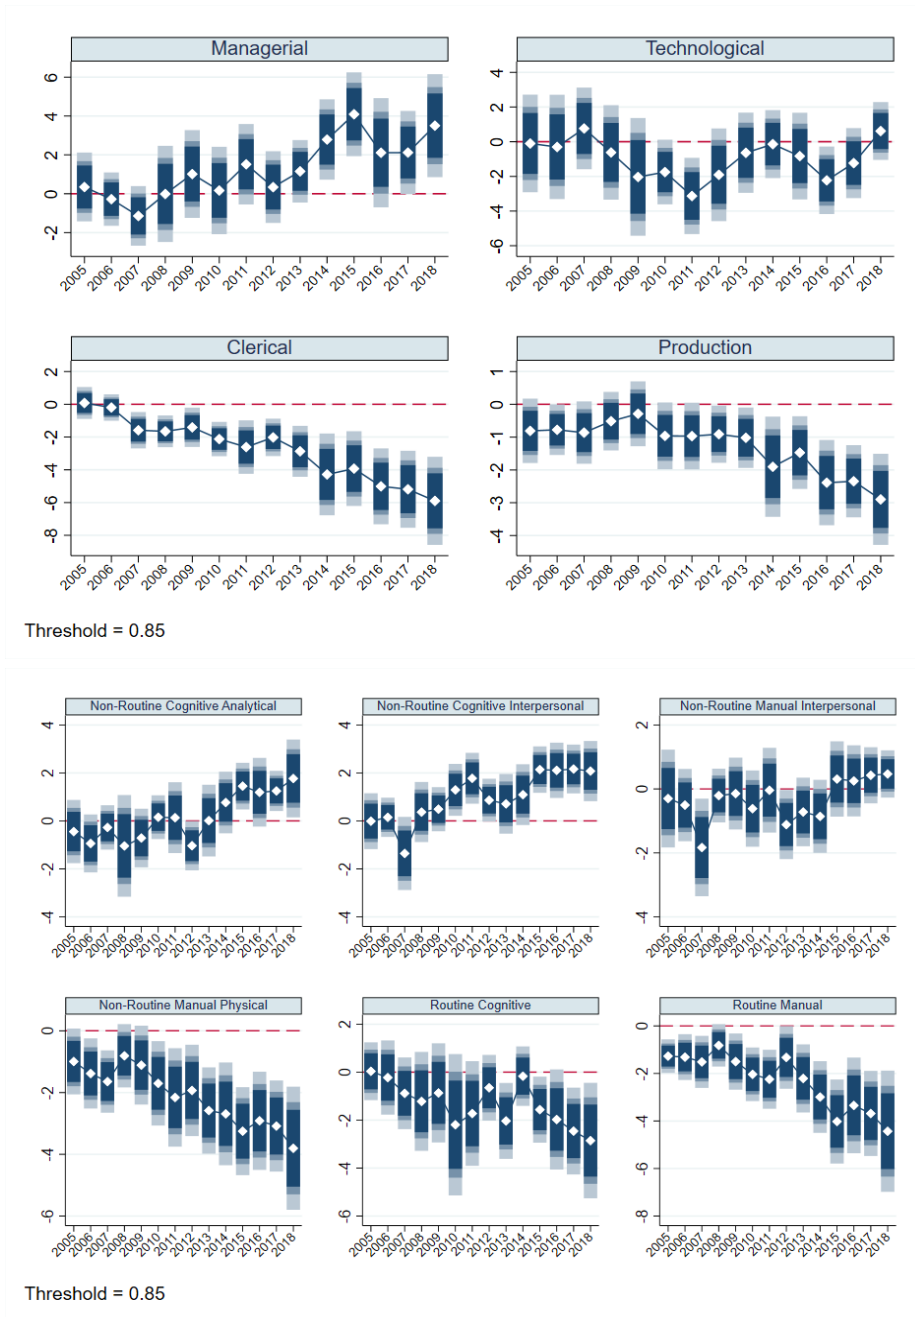 Managerial
6
4
2
0
-2
2005 2006 2007 2008 2009 2010 2011 2012 2013 2014 2015 2016 2017 2018
Technological
4
2
0
-2
-4
-6
2005 2006 2007 2008 2009 2010 2011 2012 2013 2014 2015 2016 2017 2018
Clerical
2
0
-2
-4
-6
-8
2005 2006 2007 2008 2009 2010 2011 2012 2013 2014 2015 2016 2017 2018
Production
1
0
-1
-2
-3
-4
2005 2006 2007 2008 2009 2010 2011 2012 2013 2014 2015 2016 2017 2018
Threshold = 0.85
Non-Routine Cognitive Analytical
4
2
0
-2
-4
2005 2006 2007 2008 2009 2010 2011 2012 2013 2014 2015 2016 2017 2018
Non-Routine Cognitive Interpersonal
4
2
0
-2
-4
2005 2006 2007 2008 2009 2010 2011 2012 2013 2014 2015 2016 2017 2018
Non-Routine Manual Interpersonal
2
0
-2
-4
2005 2006 2007 2008 2009 2010 2011 2012 2013 2014 2015 2016 2017 2018
Non-Routine Manual Physical
0
-2
-4
-6
2005 2006 2007 2008 2009 2010 2011 2012 2013 2014 2015 2016 2017 2018
Routine Cognitive
2
0
-2
-4
-6
2005 2006 2007 2008 2009 2010 2011 2012 2013 2014 2015 2016 2017 2018
Routine Manual
0
-2
-4
-6
-8
2005 2006 2007 2008 2009 2010 2011 2012 2013 2014 2015 2016 2017 2018
Threshold = 0.85